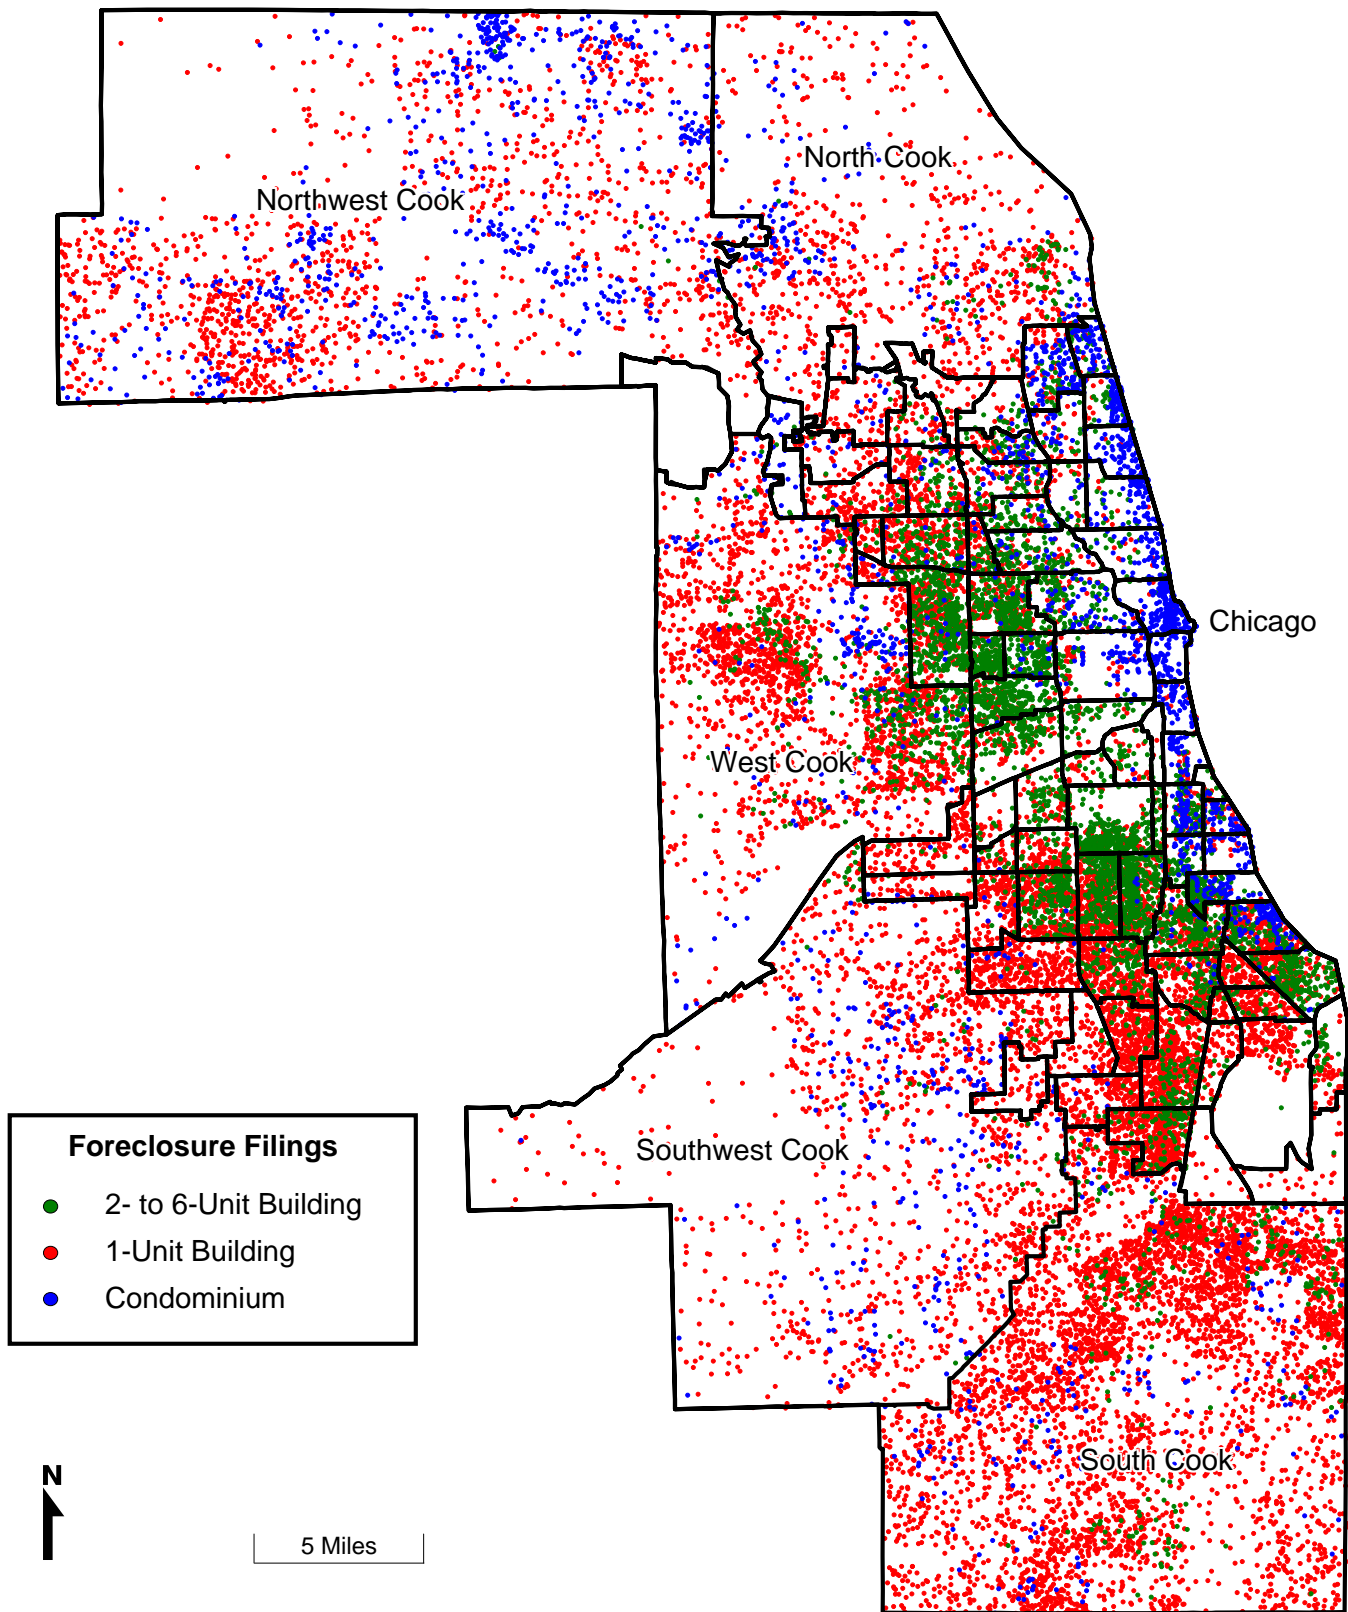 North Cook
Northwest Cook
Chicago
West Cook
Foreclosure Filings
2- to 6-Unit Building
1-Unit Building
Condominium
Southwest Cook
South Cook
N
5 Miles